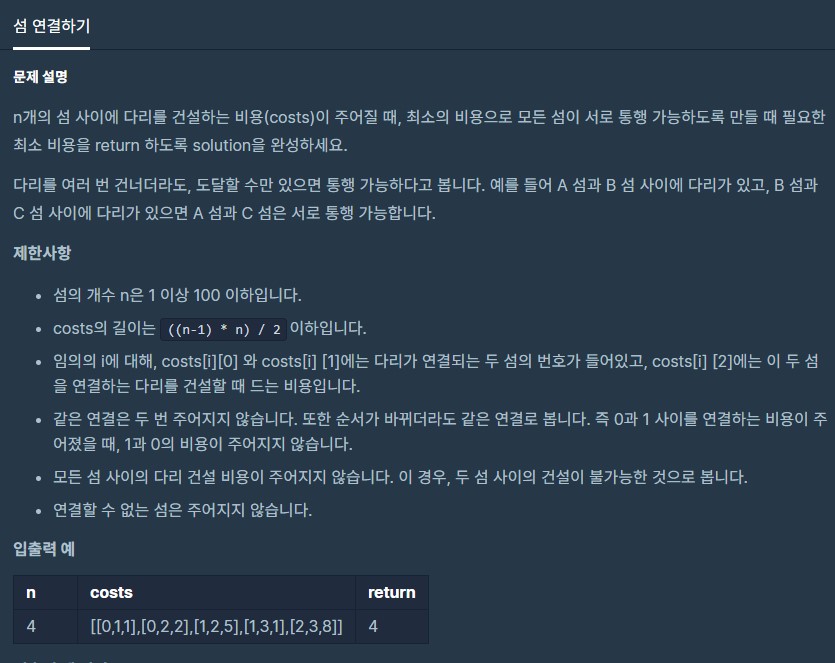 섬 연결하기
문제 설명
n개의 섬 사이에 다리를 건설하는 비용(costs)이 주어질 때, 최소의 비용으로 모든 섬이 서로 통행 가능하도록 만들 때 필요한
최소 비용을 return 하도록 solution을 완성하세요.
다리를 여러 번 건너더라도, 도달할 수만 있으면 통행 가능하다고 봅니다. 예를 들어 A 섬과 B 섬 사이에 다리가 있고, B 섬과
C 섬 사이에 다리가 있으면 A 섬과 C 섬은 서로 통행 가능합니다.
제한사항
• 섬의 개수 n은 1 이상 100 이하입니다.
• costs의 길이는 ((n-1) * n) / 2 이하입니다.
• 임의의 i에 대해, costs[i][0] 와 costs[i] [1]에는 다리가 연결되는 두 섬의 번호가 들어있고, costs[i] [2]에는 이 두 섬
을 연결하는 다리를 건설할 때 드는 비용입니다.
• 같은 연결은 두 번 주어지지 않습니다. 또한 순서가 바뀌더라도 같은 연결로 봅니다. 즉 0과 1 사이를 연결하는 비용이 주
어졌을 때, 1과 0의 비용이 주어지지 않습니다.
• 모든 섬 사이의 다리 건설 비용이 주어지지 않습니다. 이 경우, 두 섬 사이의 건설이 불가능한 것으로 봅니다.
• 연결할 수 없는 섬은 주어지지 않습니다.
입출력 예
n costs return
4 [[0,1,1],[0,2,2],[1,2,5],[1,3,1],[2,3,8]] 4